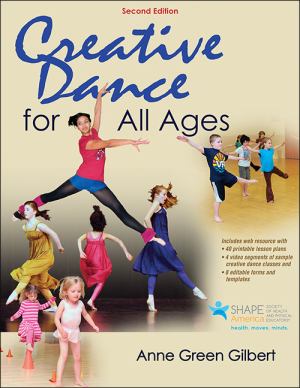 Second Edition
Creative
Dance
for All Ages
Includes web resource with
• 40 printable lesson plans
• 4 video segments of sample
creative dance classes and
• 8 editable forms and
templates
SHAPE
America
SOCIETY
OF HEALTH
AND PHYSICAL
EDUCATORS
health. moves. minds.
Anne Green Gilbert